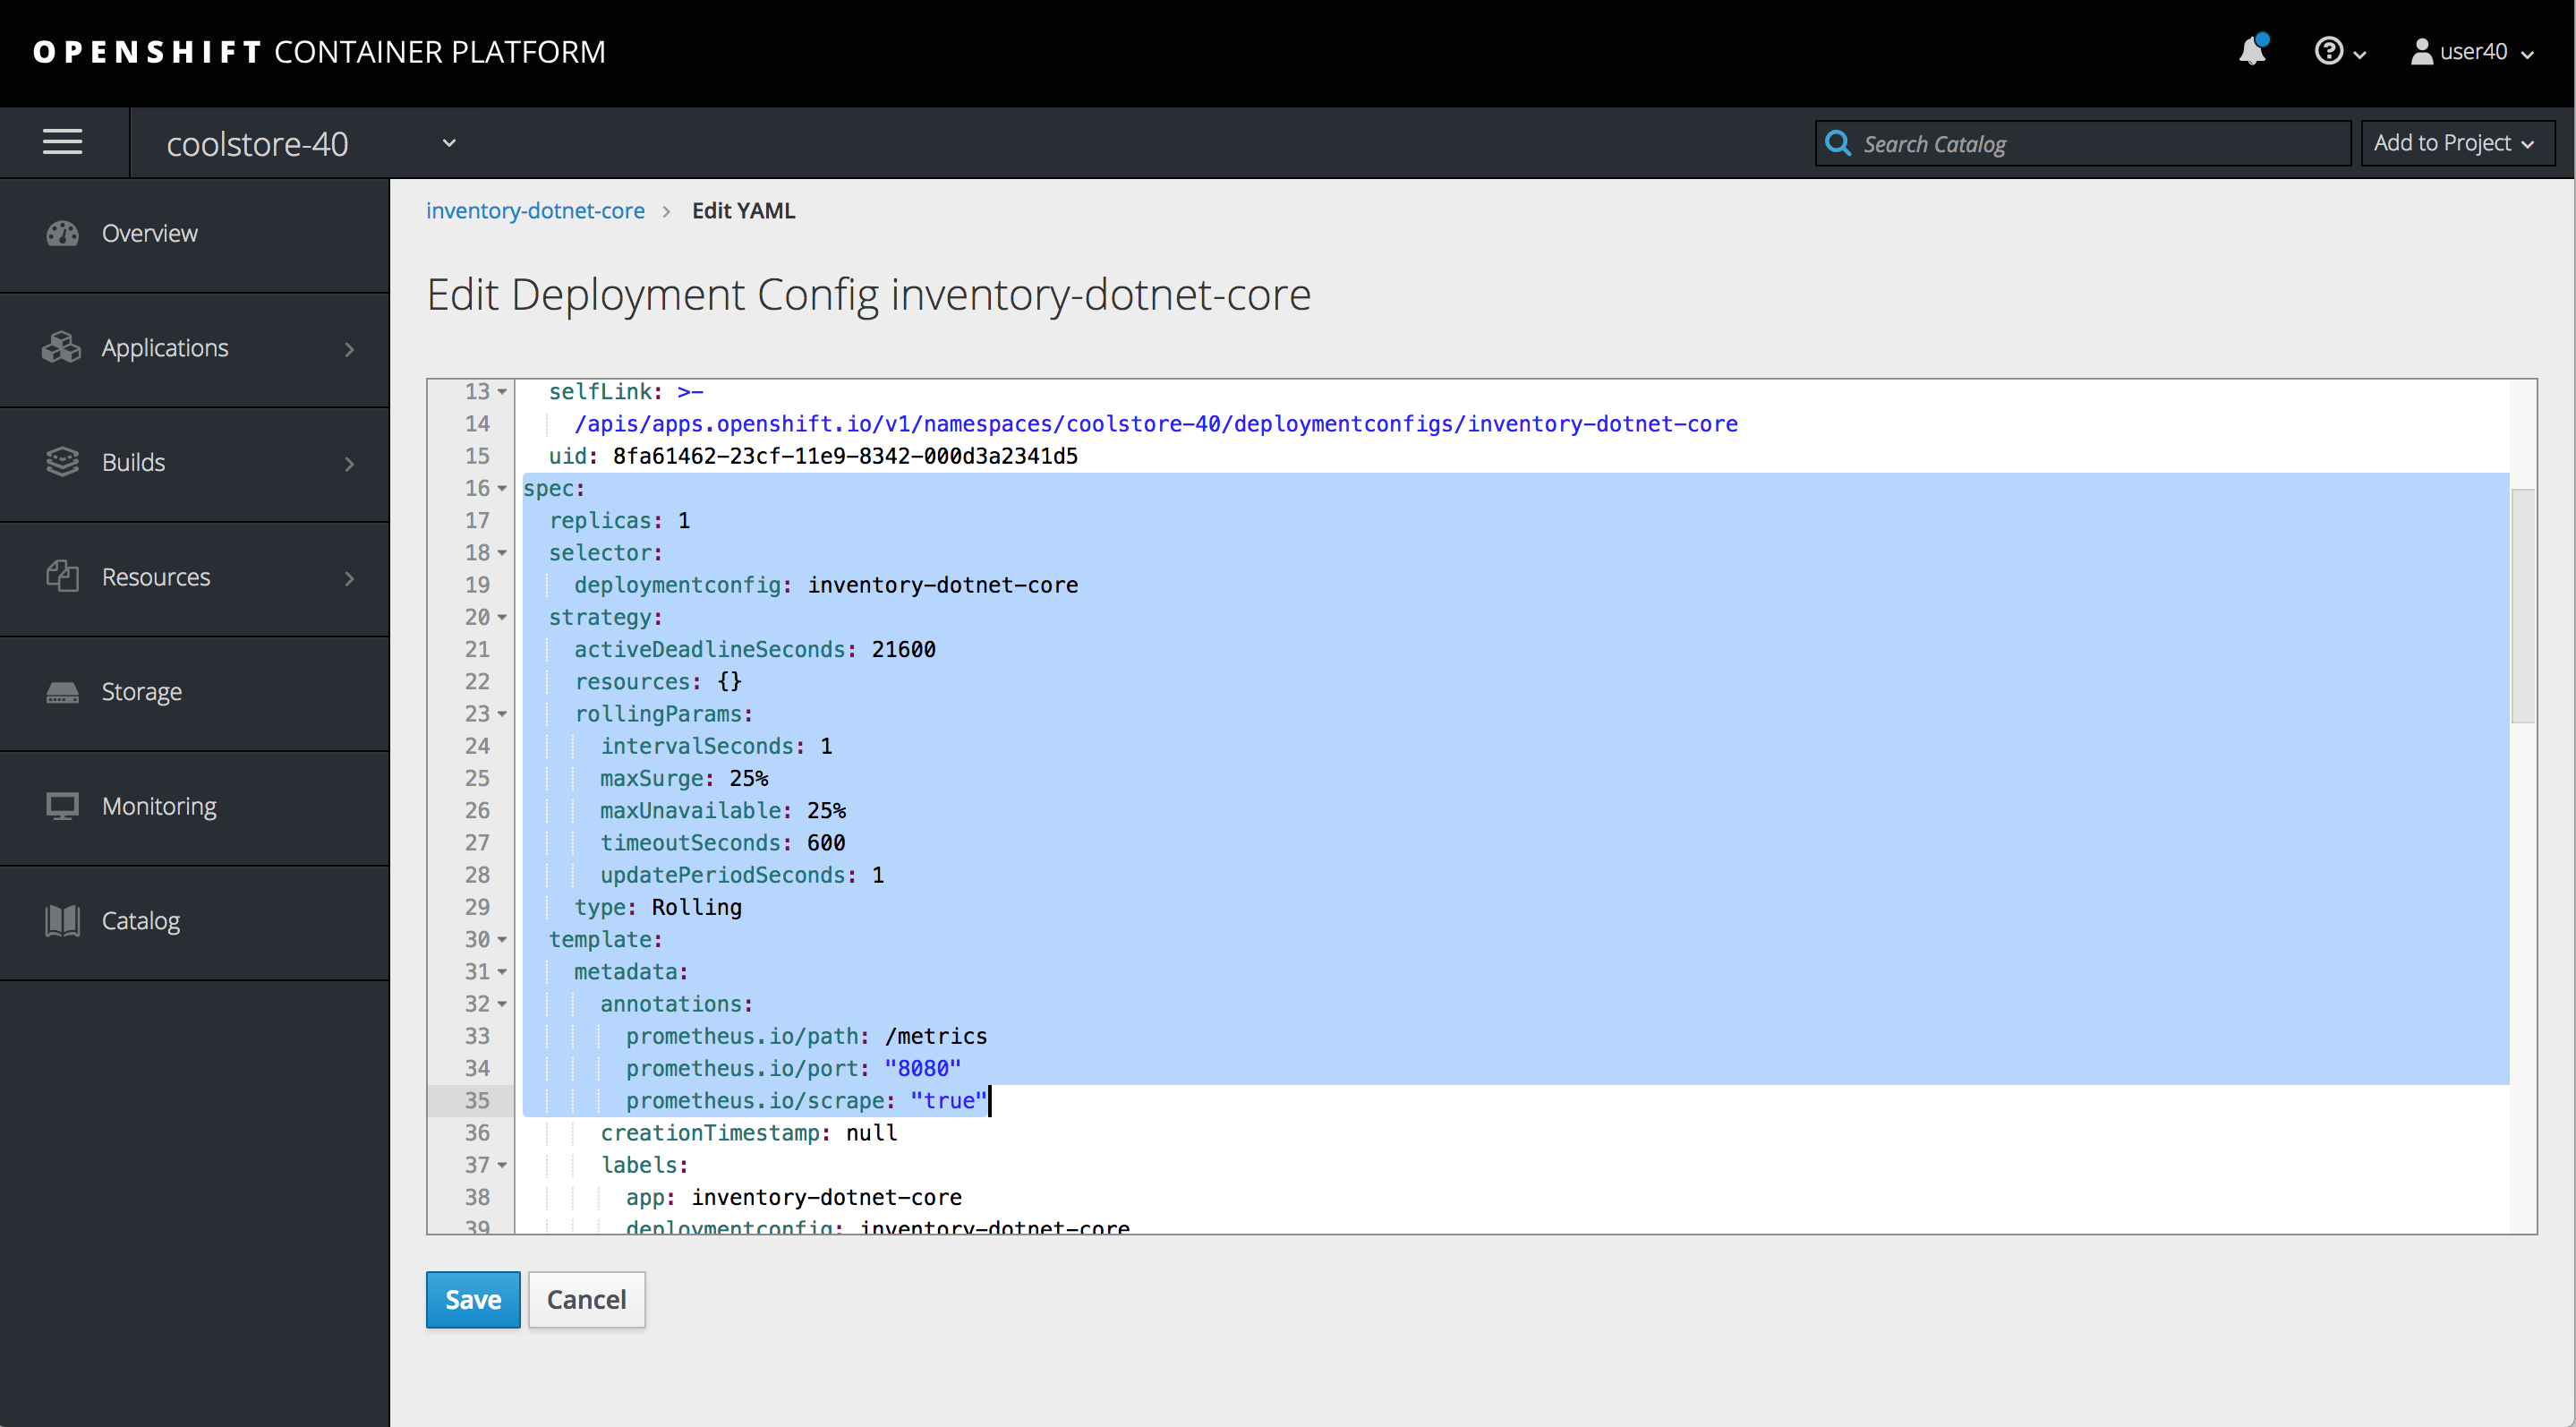 OPENSHIFT CONTAINER PLATFORM
user40
coolstore-40
Search Catalog
Add to Project
Overview
Applications
Builds
Resources
Storage
Monitoring
Catalog
inventory-dotnet-core > Edit YAML
Edit Deployment Config inventory-dotnet-core
13 selfLink: >-
14 /apis/apps.openshift.io/v1/namespaces/coolstore-40/deploymentconfigs/inventory-dotnet-core
15 uid: 8fa61462-23cf-11e9-8342-000d3a2341d5
16 spec:
17 replicas: 1
18 selector:
19 deploymentconfig: inventory-dotnet-core
20 strategy:
21 activeDeadlineSeconds: 21600
22 resources: {}
23 rollingParams:
24 intervalSeconds: 1
25 maxSurge: 25%
26 maxUnavailable: 25%
27 timeoutSeconds: 600
28 updatePeriodSeconds: 1
29 type: Rolling
30 template:
31 metadata:
32 annotations:
33 prometheus.io/path: /metrics
34 prometheus.io/port: "8080"
35 prometheus.io/scrape: "true"
36 creationTimestamp: null
37 labels:
38 app: inventory-dotnet-core
39 deploymentconfig: inventory-dotnet-core
Save
Cancel